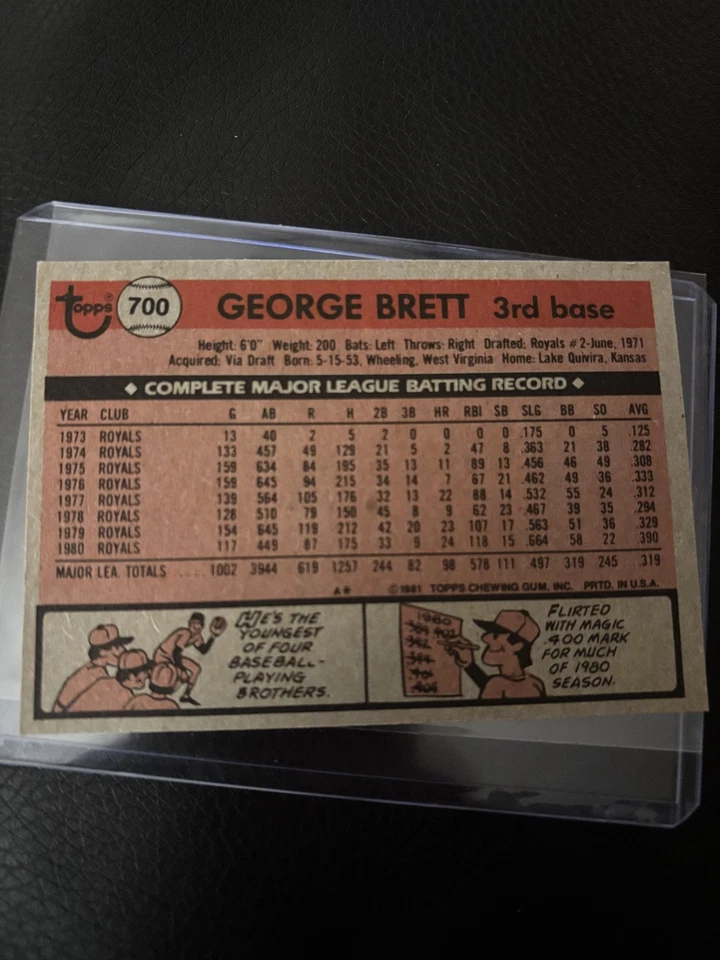 topps® 700 GEORGE BRETT 3rd base
Height: 6'0" Weight: 200 Bats: Left Throws: Right Drafted: Royals #2-June, 1971
Acquired: Via Draft Born: 5-15-53, Wheeling, West Virginia Home: Lake Quivira, Kansas
◆ COMPLETE MAJOR LEAGUE BATTING RECORD ◆
YEAR CLUB G AB R H 2B 3B HR RBI SB SLG BB SO AVG
1973 ROYALS 13 40 2 5 2 0 0 0 0 .175 0 5 .125
1974 ROYALS 133 457 49 129 21 5 2 47 8 .363 21 38 .282
1975 ROYALS 159 634 84 195 35 13 11 89 13 .456 46 49 .308
1976 ROYALS 159 645 94 215 34 14 7 67 21 .462 49 36 .333
1977 ROYALS 139 564 105 176 32 13 22 88 14 .532 55 24 .312
1978 ROYALS 128 510 79 150 45 8 9 62 23 .467 39 35 .294
1979 ROYALS 154 645 119 212 42 20 23 107 17 .563 51 36 .329
1980 ROYALS 117 449 87 175 33 9 24 118 15 .664 58 22 .390
MAJOR LEA. TOTALS .... 1002 3944 619 1257 244 82 98 578 111 .497 319 245 .319
A* ©1981 TOPPS CHEWING GUM, INC. PRTD. IN U.S.A.
HE'S THE
YOUNGEST
OF FOUR
BASEBALL-
PLAYING
BROTHERS.
1980
FLIRTED
WITH MAGIC
.400 MARK
FOR MUCH
OF 1980
SEASON.